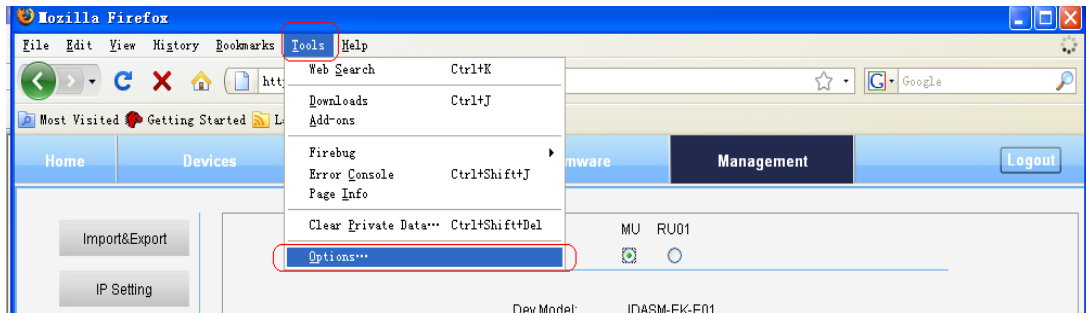 Mozilla Firefox
File Edit View History Bookmarks Tools Help
Web Search Ctrl+K
Downloads Ctrl+J
Add-ons
Firebug
Error Console Ctrl+Shift+J
Page Info
Clear Private Data... Ctrl+Shift+Del
Options...
htt
G Google
Most Visited Getting Started L
Home Devices mware Management Logout
Import&Export
IP Setting
MU RU01
Dev Model: IDASM-EK-F01